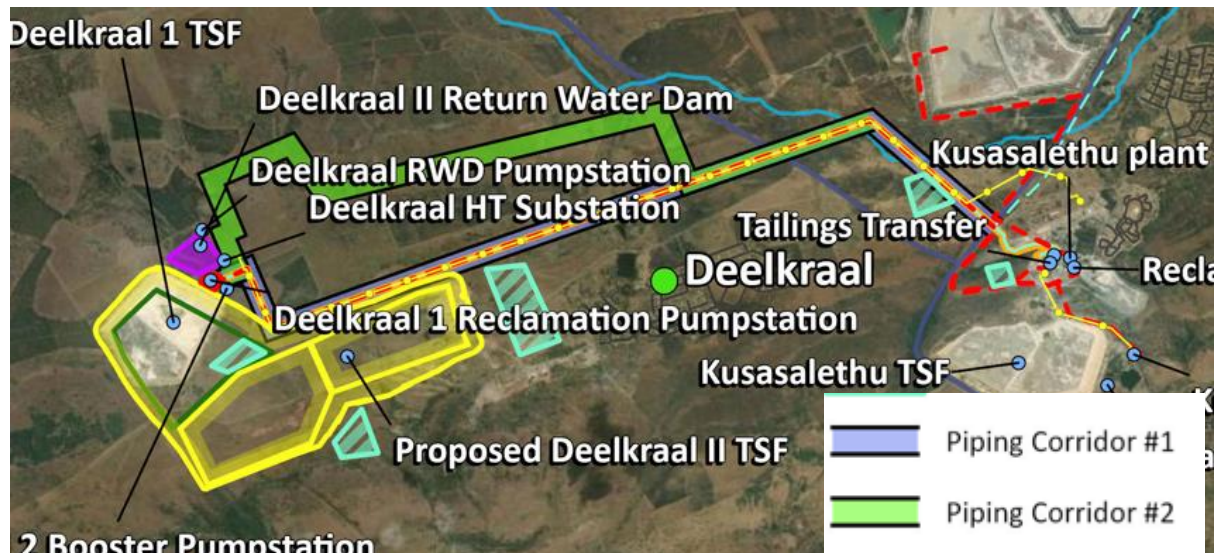 Deelkraal 1 TSF
Deelkraal II Return Water Dam
Deelkraal RWD Pumpstation
Kusasalethu plant
Deelkraal HT Substation
Tailings Transfer
Deelkraal
Recla
Deelkraal 1 Reclamation Pumpstation
Kusasalethu TSF
K
Proposed Deelkraal II TSF
Piping Corridor #1
a
Piping Corridor #2
2 Booster Pumpstation